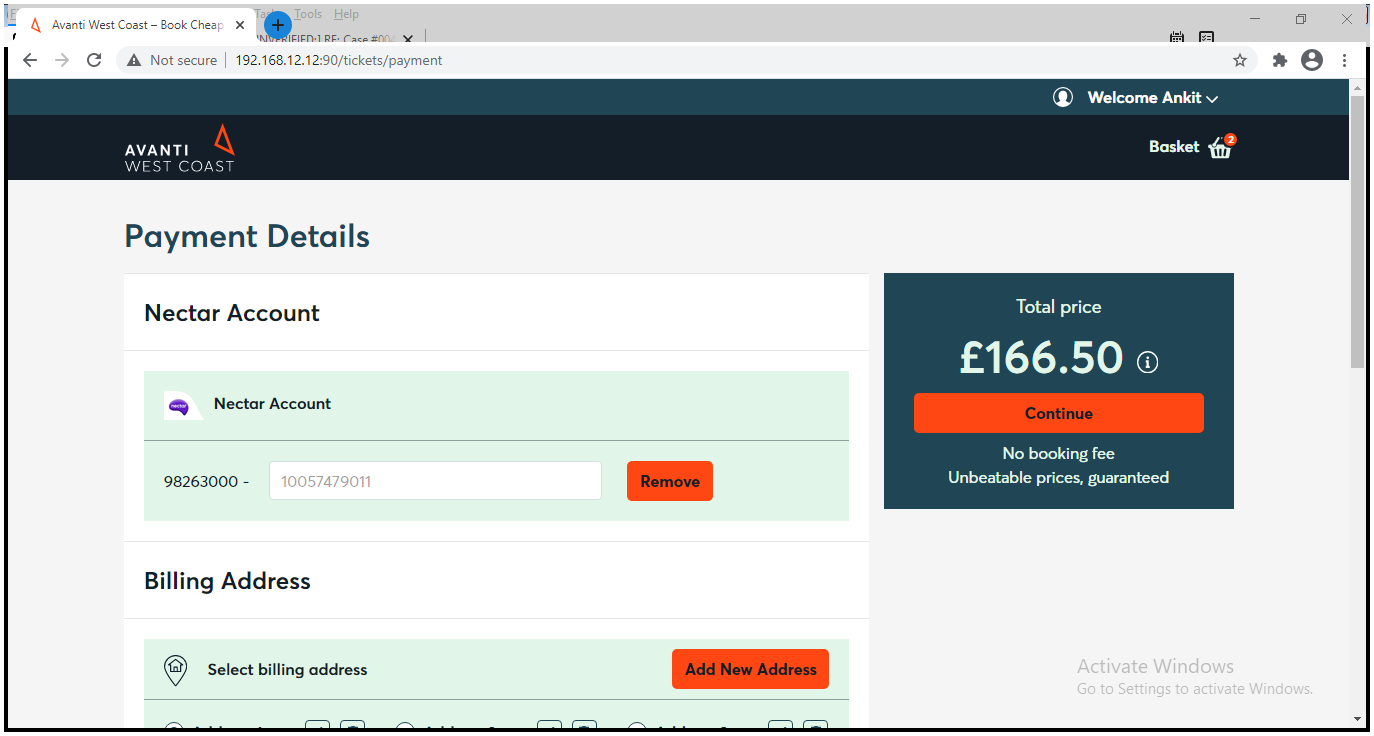 Tools Help
Avanti West Coast – Book Cheap
RE: Case
Not secure 192.168.12.12:90/tickets/payment
Welcome Ankit
AVANTI
WEST COAST
Basket 2
Payment Details
Nectar Account
nectar
Nectar Account
98263000 - 10057479011 Remove
Billing Address
Select billing address Add New Address
Total price
£166.50
Continue
No booking fee
Unbeatable prices, guaranteed
Activate Windows
Go to Settings to activate Windows.